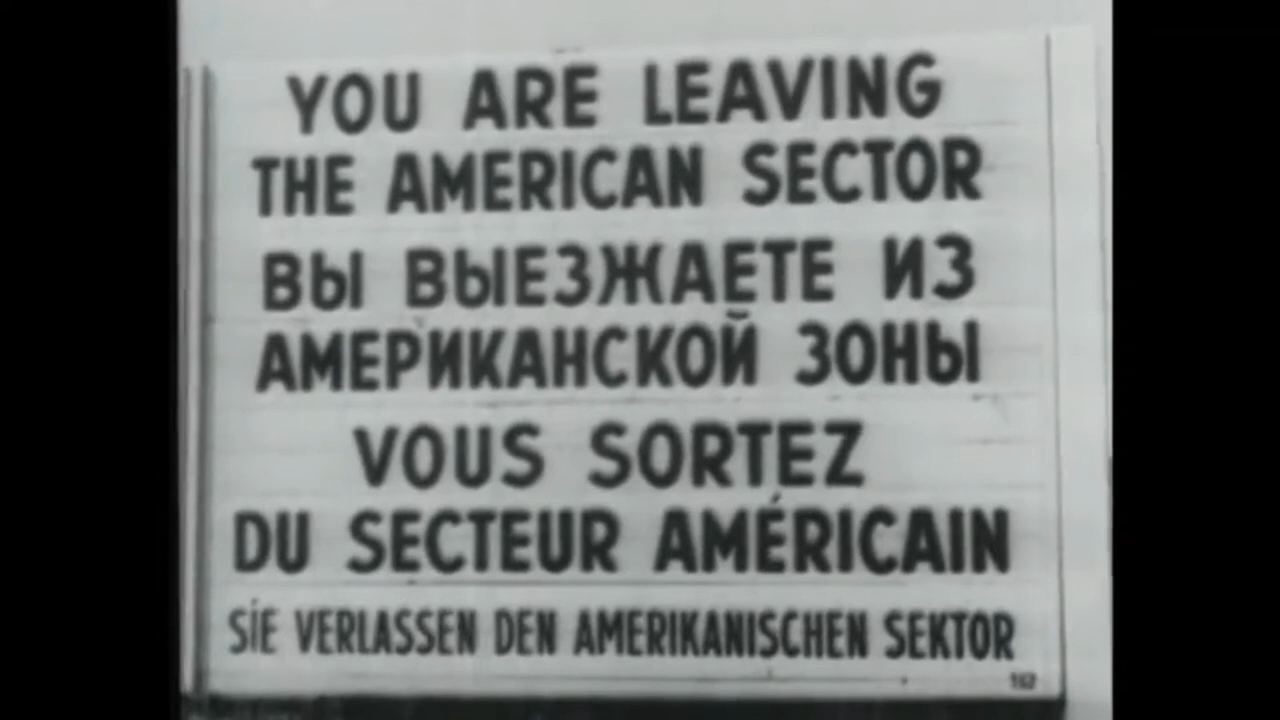 YOU ARE LEAVING
THE AMERICAN SECTOR
ВЫ ВЫЕЗЖАЕТЕ ИЗ
АМЕРИКАНСКОЙ ЗОНЫ
VOUS SORTEZ
DU SECTEUR AMÉRICAIN
SiE VERLASSEN DEN AMERIKANISCHEN SEKTOR